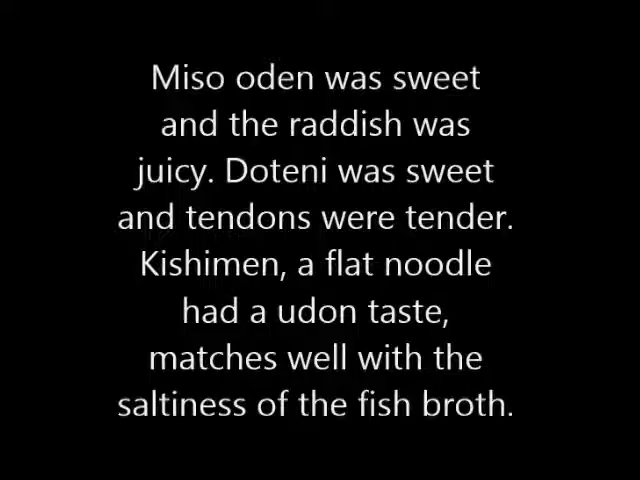 Miso oden was sweet
and the raddish was
juicy. Doteni was sweet
and tendons were tender.
Kishimen, a flat noodle
had a udon taste,
matches well with the
saltiness of the fish broth.